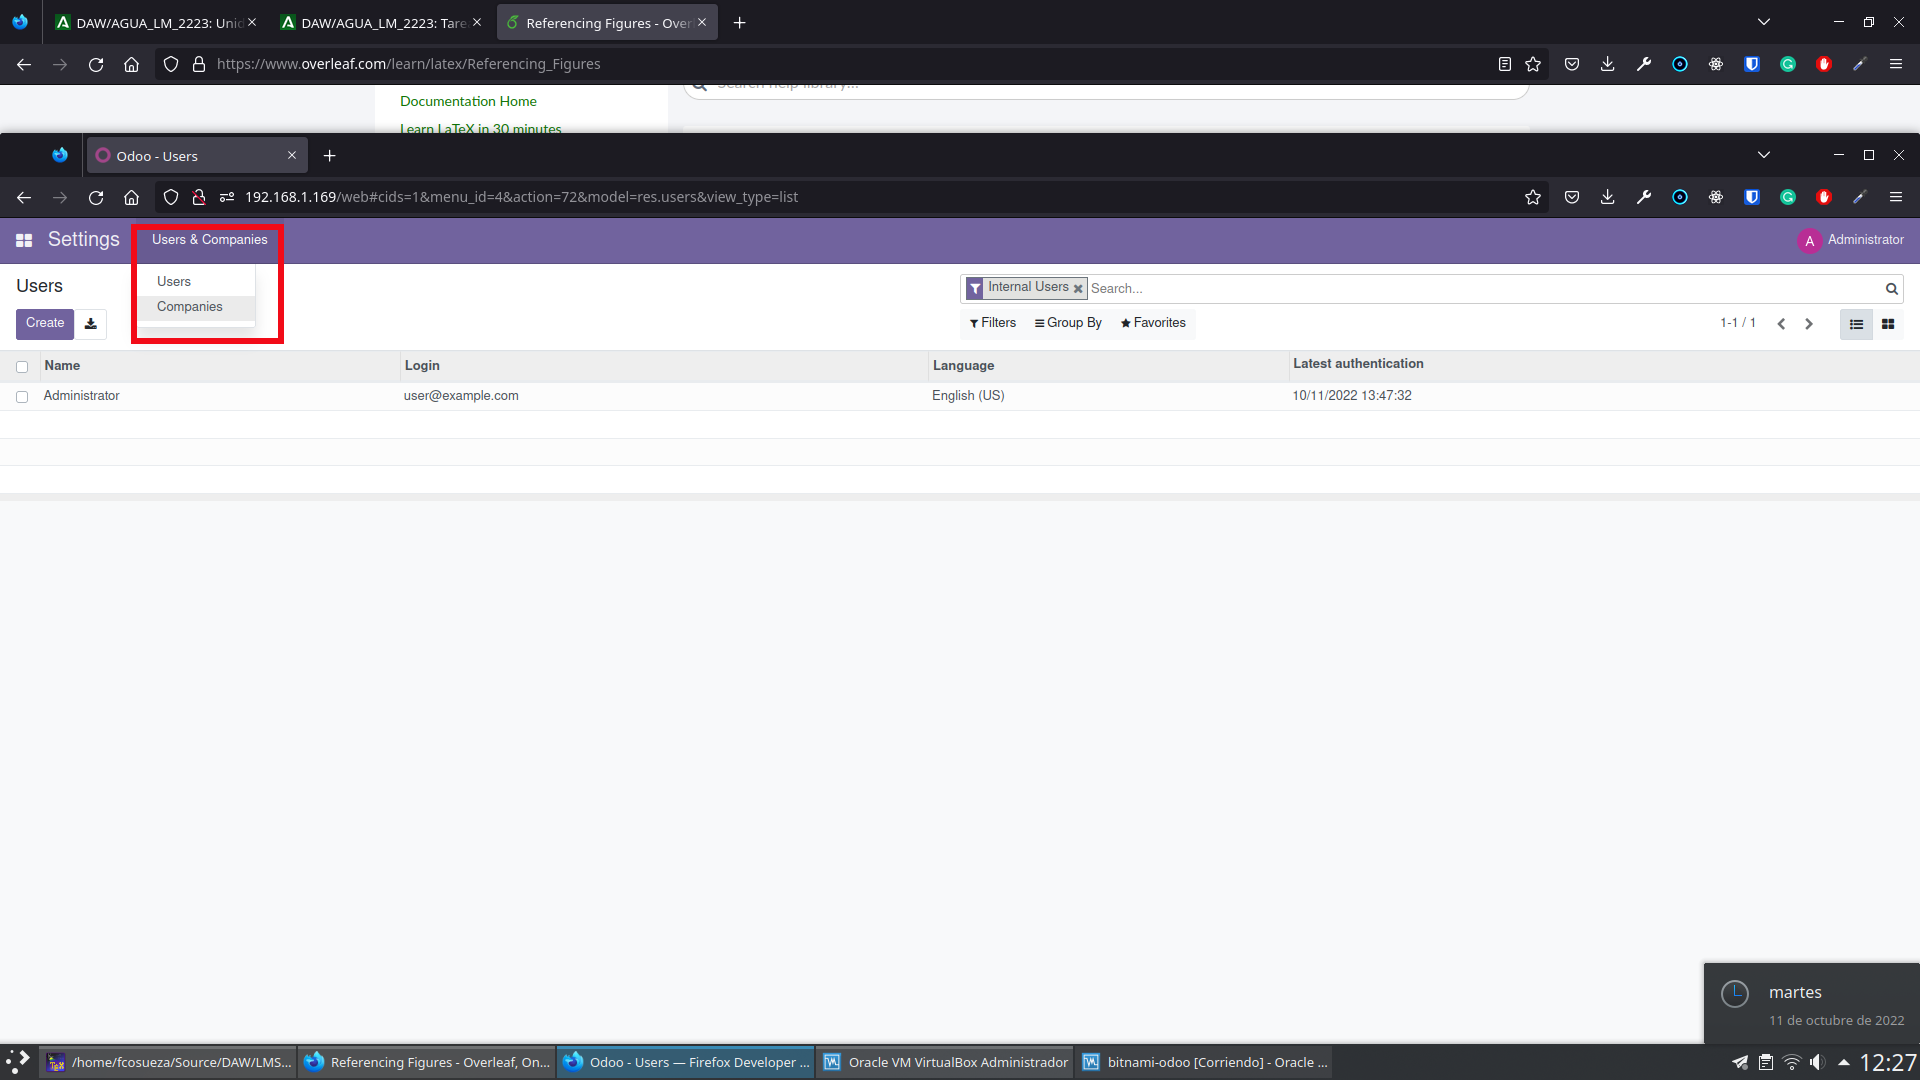 DAW/AGUA_LM_2223: Unid
DAW/AGUA_LM_2223: Tare
Referencing Figures - Over
https://www.overleaf.com/learn/latex/Referencing_Figures
Search help library...
Documentation Home
Learn LaTeX in 30 minutes
Odoo - Users
192.168.1.169/web#cids=1&menu_id=4&action=72&model=res.users&view_type=list
Settings
Users & Companies
A
Administrator
Users
Users
Companies
Internal Users
Search...
Create
Filters
Group By
Favorites
1-1 / 1
Name
Login
Language
Latest authentication
Administrator
user@example.com
English (US)
10/11/2022 13:47:32
martes
11 de octubre de 2022
/home/fcosueza/Source/DAW/LMS...
Referencing Figures - Overleaf, On...
Odoo - Users — Firefox Developer ...
Oracle VM VirtualBox Administrador
bitnami-odoo [Corriendo] - Oracle ...
12:27